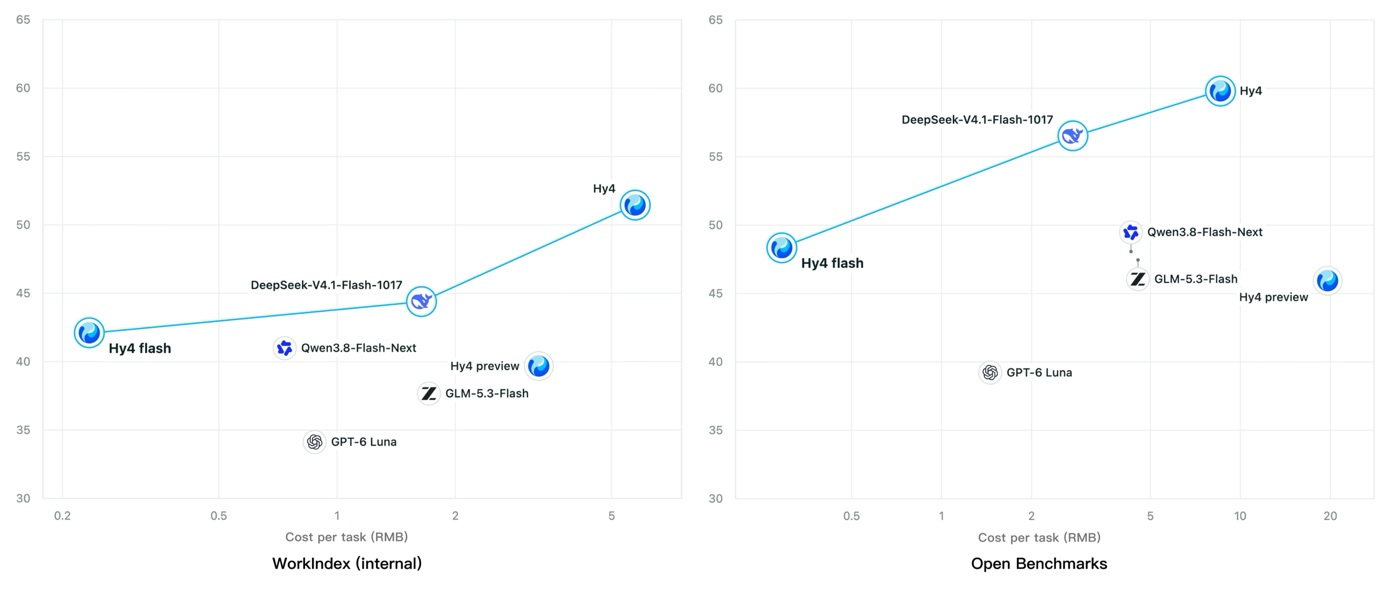 65
60
55
50
45
40
35
30
Hy4
DeepSeek-V4.1-Flash-1017
Hy4 flash
Qwen3.8-Flash-Next
Hy4 preview
GLM-5.3-Flash
GPT-6 Luna
0.2 0.5 1 2 5
Cost per task (RMB)
WorkIndex (internal)
65
60
55
50
45
40
35
30
Hy4
DeepSeek-V4.1-Flash-1017
Qwen3.8-Flash-Next
Hy4 flash
GLM-5.3-Flash
Hy4 preview
GPT-6 Luna
0.5 1 2 5 10 20
Cost per task (RMB)
Open Benchmarks